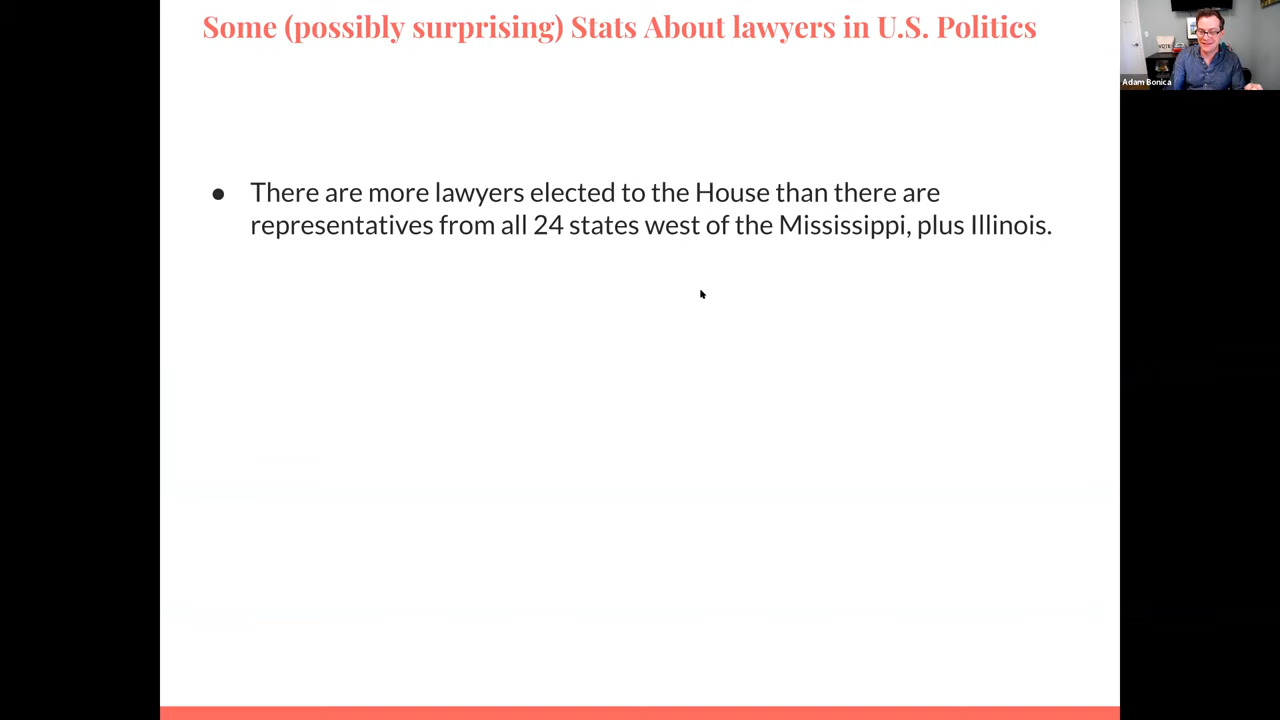 Some (possibly surprising) Stats About lawyers in U.S. Politics
Adam Bonica
● There are more lawyers elected to the House than there are
representatives from all 24 states west of the Mississippi, plus Illinois.